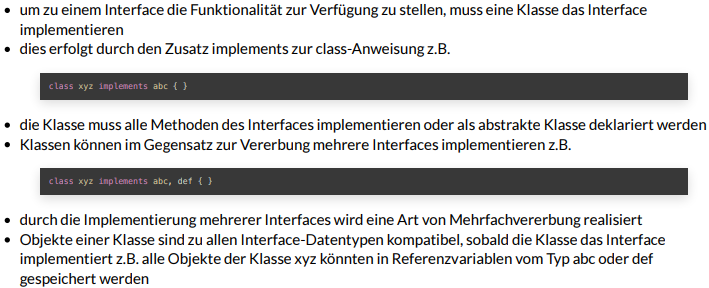 • um zu einem Interface die Funktionalität zur Verfügung zu stellen, muss eine Klasse das Interface
implementieren
• dies erfolgt durch den Zusatz implements zur class-Anweisung z.B.
class xyz implements abc { }
• die Klasse muss alle Methoden des Interfaces implementieren oder als abstrakte Klasse deklariert werden
• Klassen können im Gegensatz zur Vererbung mehrere Interfaces implementieren z.B.
class xyz implements abc, def { }
• durch die Implementierung mehrerer Interfaces wird eine Art von Mehrfachvererbung realisiert
• Objekte einer Klasse sind zu allen Interface-Datentypen kompatibel, sobald die Klasse das Interface
implementiert z.B. alle Objekte der Klasse xyz könnten in Referenzvariablen vom Typ abc oder def
gespeichert werden